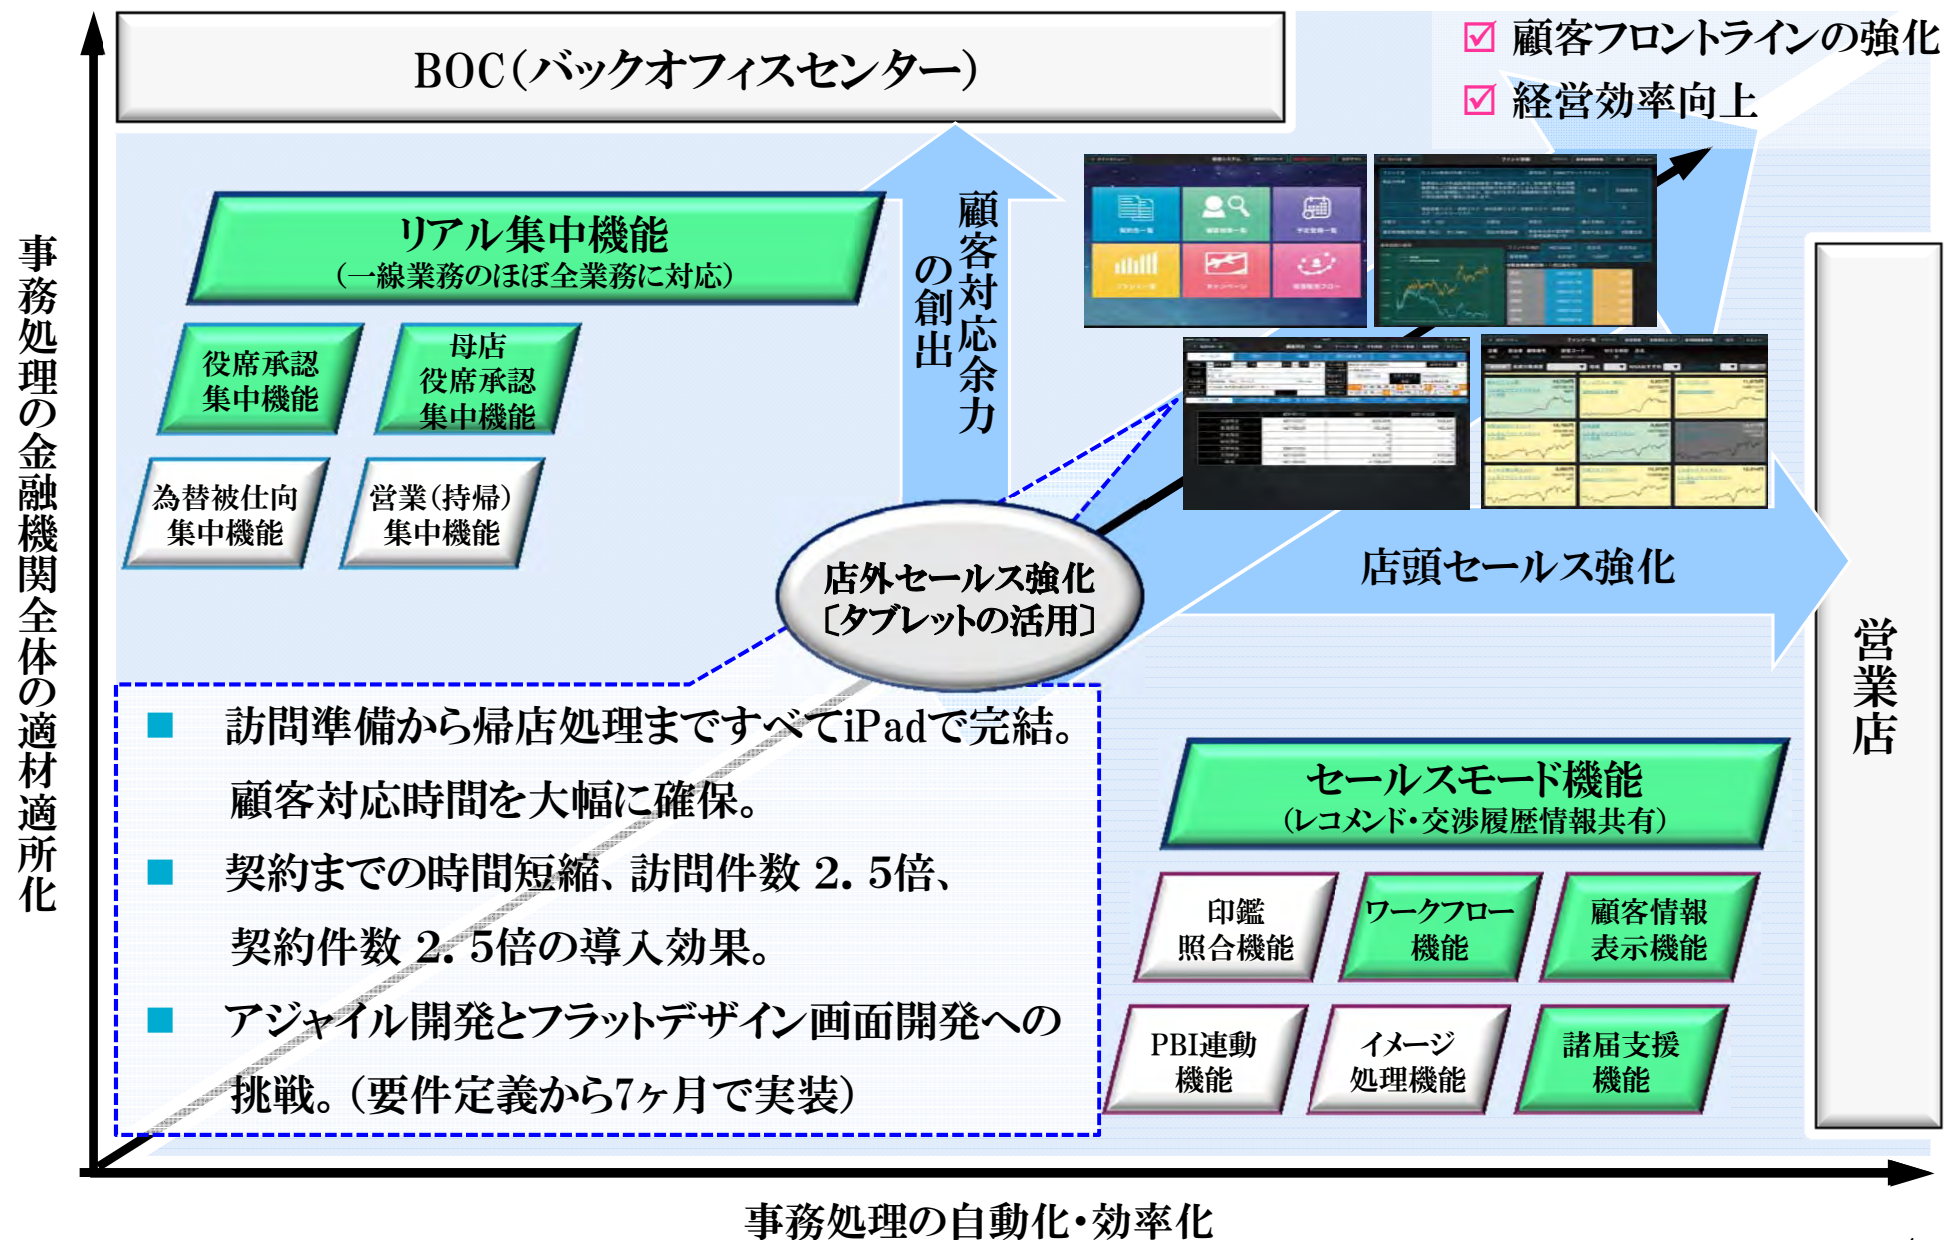 BOC(バックオフィスセンター)
顧客フロントラインの強化
経営効率向上
事務処理の金融機関全体の適材適所化
リアル集中機能
(一線業務のほぼ全業務に対応)
役席承認
集中機能
母店
役席承認
集中機能
為替被仕向
集中機能
営業(持帰)
集中機能
顧客対応余力
の創出
店外セールス強化
〔タブレットの活用〕
店頭セールス強化
営業店
訪問準備から帰店処理まですべてiPadで完結。
顧客対応時間を大幅に確保。
契約までの時間短縮、訪問件数 2.5倍、
契約件数 2.5倍の導入効果。
アジャイル開発とフラットデザイン画面開発への
挑戦。(要件定義から7ヶ月で実装)
セールスモード機能
(レコメンド・交渉履歴情報共有)
印鑑
照合機能
ワークフロー
機能
顧客情報
表示機能
PBI連動
機能
イメージ
処理機能
諸届支援
機能
事務処理の自動化・効率化